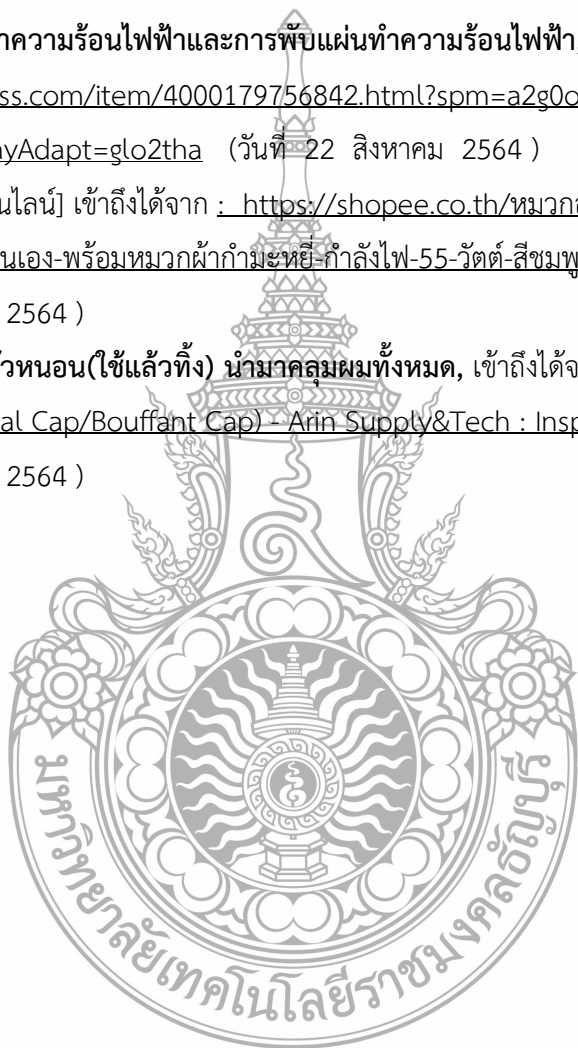 ำความร้อนไฟฟ้าและการพับแผ่นทำความร้อนไฟฟ้า,
ss.com/item/4000179756842.html?spm=a2g0o
ayAdapt=glo2tha (วันที่ 22 สิงหาคม 2564 )
นไลน์] เข้าถึงได้จาก : https://shopee.co.th/หมวกอ
นเอง-พร้อมหมวกผ้ากำมะหยี่-กำลังไฟ-55-วัตต์-สีชมพู
2564 )
ัวหนอน(ใช้แล้วทิ้ง) นำมาคลุมผมทั้งหมด, เข้าถึงได้จ
al Cap/Bouffant Cap) - Arin Supply&Tech : Insp
2564 )
มหาวิทยาลัยเทคโนโลยีราชมงคลธัญบุรี